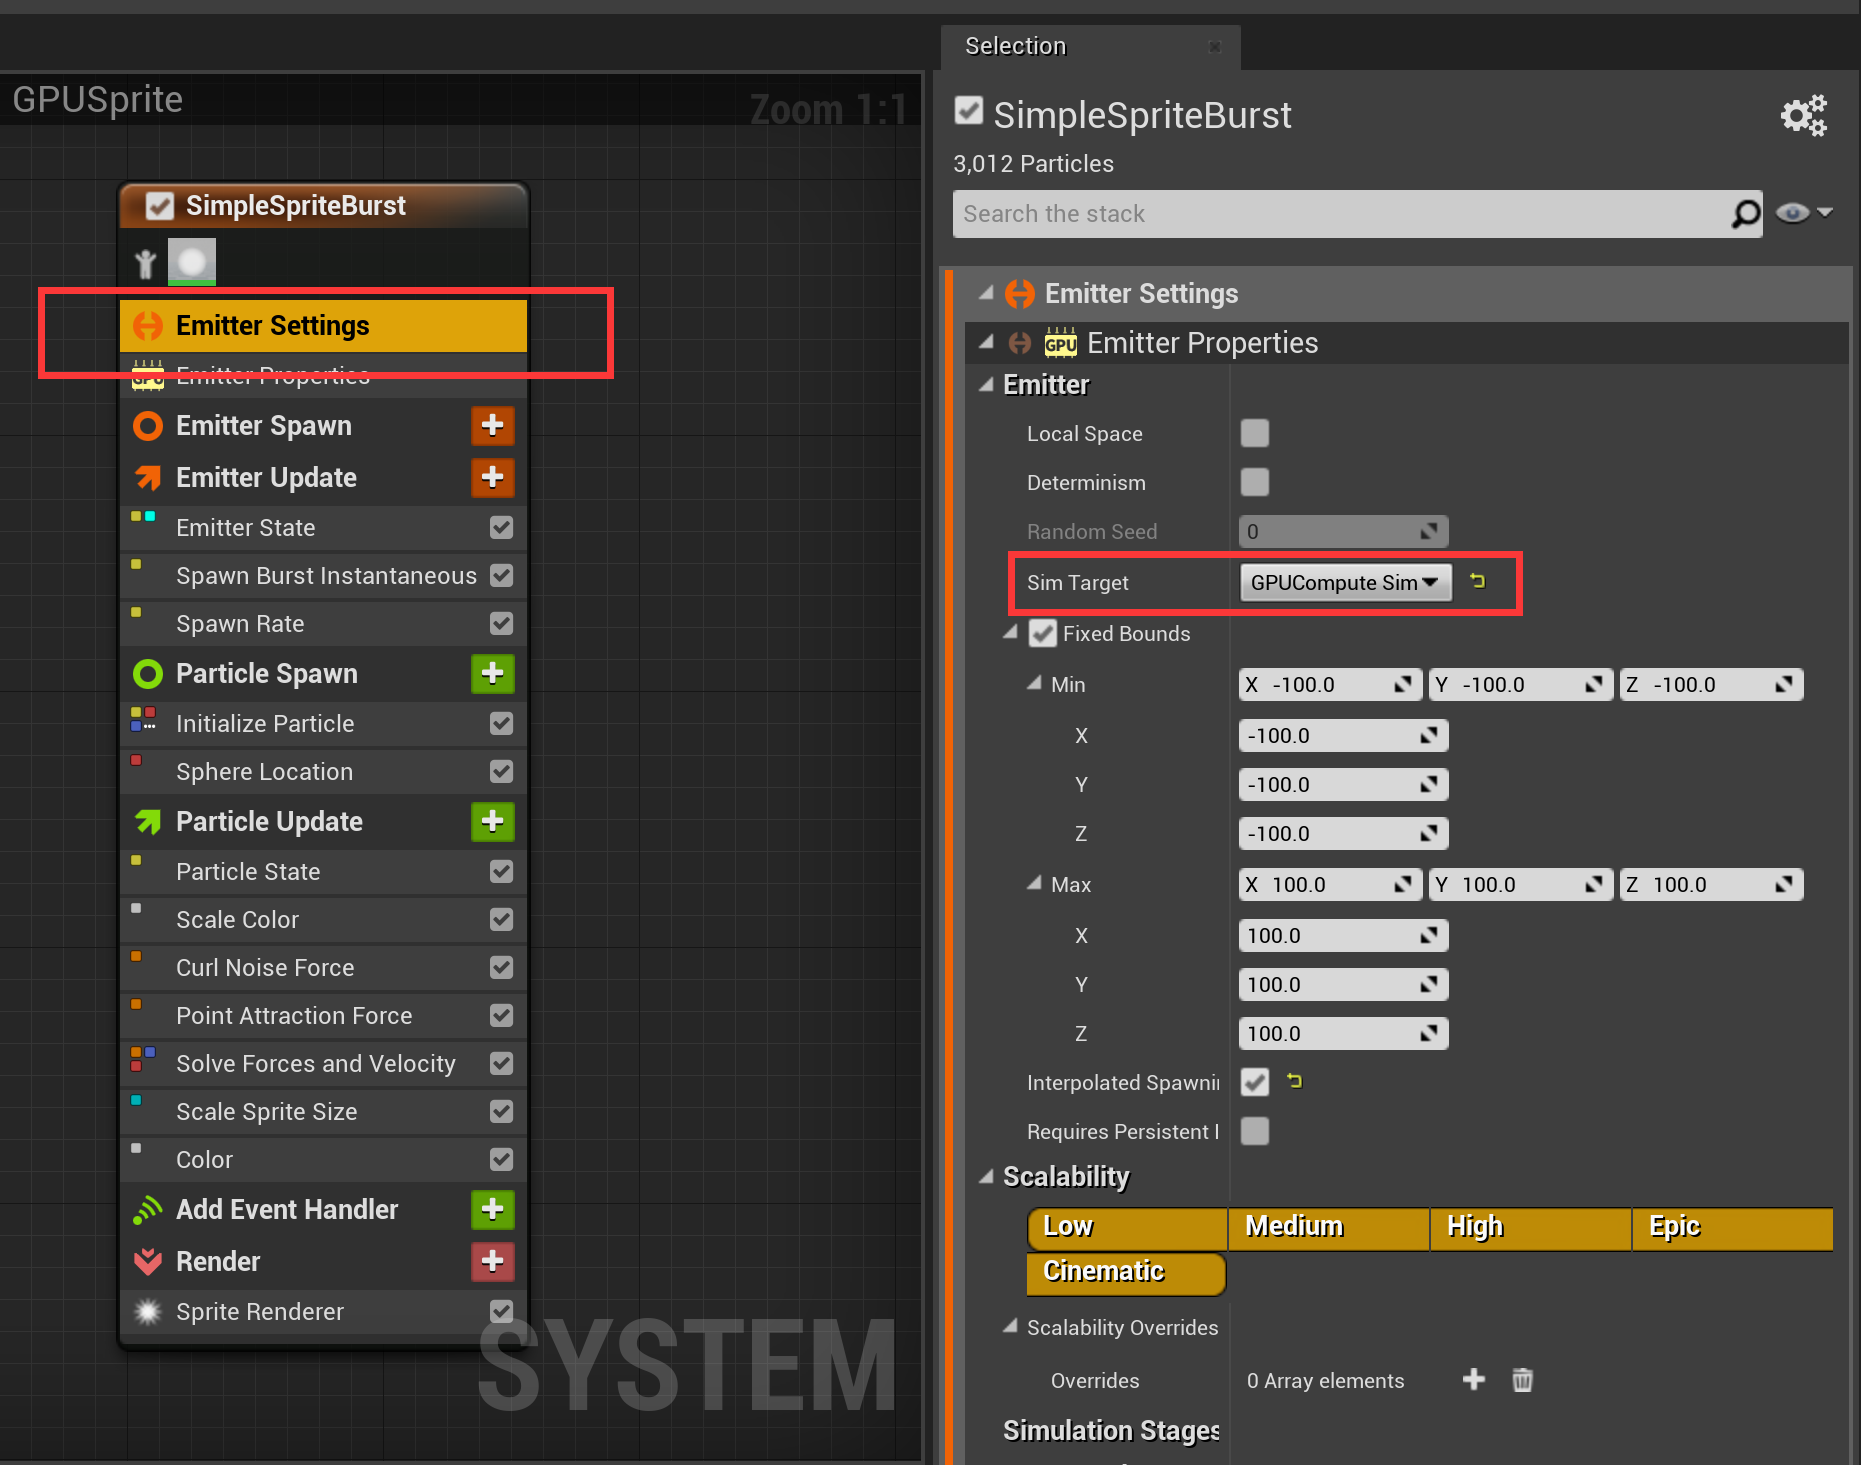 GPUSprite
Zoom 1:1
SimpleSpriteBurst
Emitter Settings
GPU Emitter Properties
Emitter Spawn
Emitter Update
Emitter State
Spawn Burst Instantaneous
Spawn Rate
Particle Spawn
Initialize Particle
Sphere Location
Particle Update
Particle State
Scale Color
Curl Noise Force
Point Attraction Force
Solve Forces and Velocity
Scale Sprite Size
Color
Add Event Handler
Render
Sprite Renderer
SYSTEM
Selection
SimpleSpriteBurst
3,012 Particles
Search the stack
Emitter Settings
GPU Emitter Properties
Emitter
Local Space
Determinism
Random Seed 0
Sim Target GPUCompute Sim
Fixed Bounds
Min X -100.0 Y -100.0 Z -100.0
X -100.0
Y -100.0
Z -100.0
Max X 100.0 Y 100.0 Z 100.0
X 100.0
Y 100.0
Z 100.0
Interpolated Spawni
Requires Persistent I
Scalability
Low Medium High Epic
Cinematic
Scalability Overrides
Overrides 0 Array elements
Simulation Stages